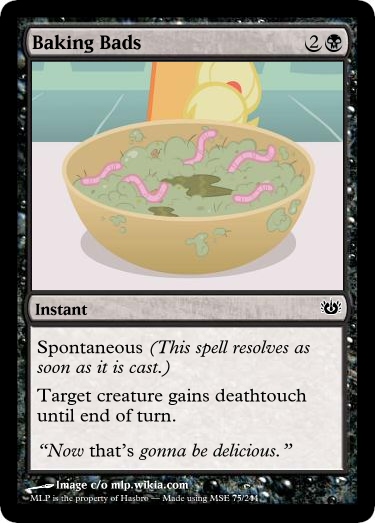 Baking Bads 2
Instant
Spontaneous (This spell resolves as
soon as it is cast.)
Target creature gains deathtouch
until end of turn.
“Now that’s gonna be delicious.”
Image c/o mlp.wikia.com
MLP is the property of Hasbro — Made using MSE 75/244